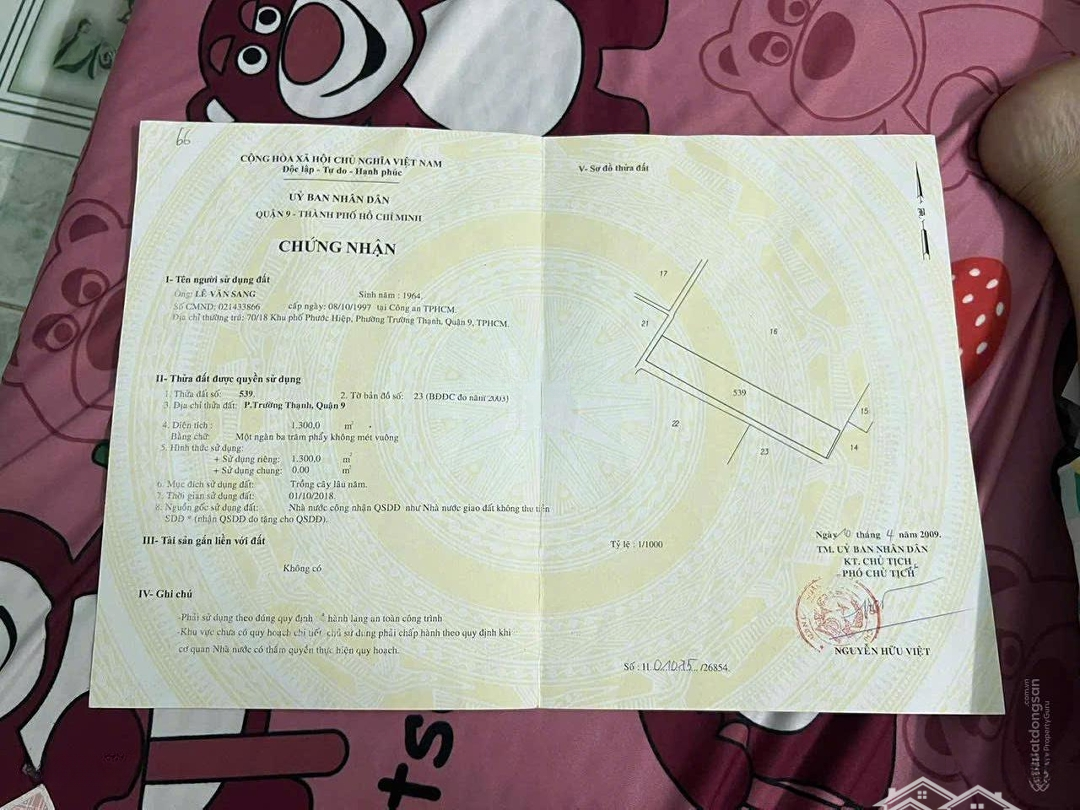 66
CỘNG HÒA XÃ HỘI CHỦ NGHĨA VIỆT NAM
Độc lập - Tự do - Hạnh phúc
UỶ BAN NHÂN DÂN
QUẬN 9 - THÀNH PHỐ HỒ CHÍ MINH
CHỨNG NHẬN
I- Tên người sử dụng đất
Ông: LÊ VĂN SANG Sinh năm : 1964,
Số CMND: 021433866 cấp ngày: 08/10/1997 tại Công an TPHCM.
Địa chỉ thường trú: 70/18 Khu phố Phước Hiệp, Phường Trường Thạnh, Quận 9, TPHCM.
II- Thửa đất được quyền sử dụng
1. Thửa đất số: 539. 2. Tờ bản đồ số: 23 (BĐĐC đo năm 2003)
3. Địa chỉ thửa đất: P.Trường Thạnh, Quận 9
4. Diện tích : 1.300,0 m²
Bằng chữ: Một ngàn ba trăm phẩy không mét vuông
5. Hình thức sử dụng:
+ Sử dụng riêng: 1.300,0 m²
+ Sử dụng chung: 0.00 m²
6. Mục đích sử dụng đất: Trồng cây lâu năm.
7. Thời gian sử dụng đất: 01/10/2018.
8. Nguồn gốc sử dụng đất: Nhà nước công nhận QSDĐ như Nhà nước giao đất không thu tiền
SDĐ * (nhận QSDĐ do tặng cho QSDĐ).
III- Tài sản gắn liền với đất
Không có
IV- Ghi chú
-Phải sử dụng theo đúng quy định hành lang an toàn công trình
-Khu vực chưa có quy hoạch chi tiết chủ sử dụng phải chấp hành theo quy định khi
cơ quan Nhà nước có thẩm quyền thực hiện quy hoạch.
V- Sơ đồ thửa đất
B
17
21
16
539
22
15
14
23
Tỷ lệ : 1/1000
Ngày 10 tháng 4 năm 2009.
TM. UỶ BAN NHÂN DÂN
KT. CHỦ TỊCH
PHÓ CHỦ TỊCH
NGUYỄN HỮU VIỆT
Số : H.01075.../26854.
ts
batdongsan
.com.vn
by PropertyGuru